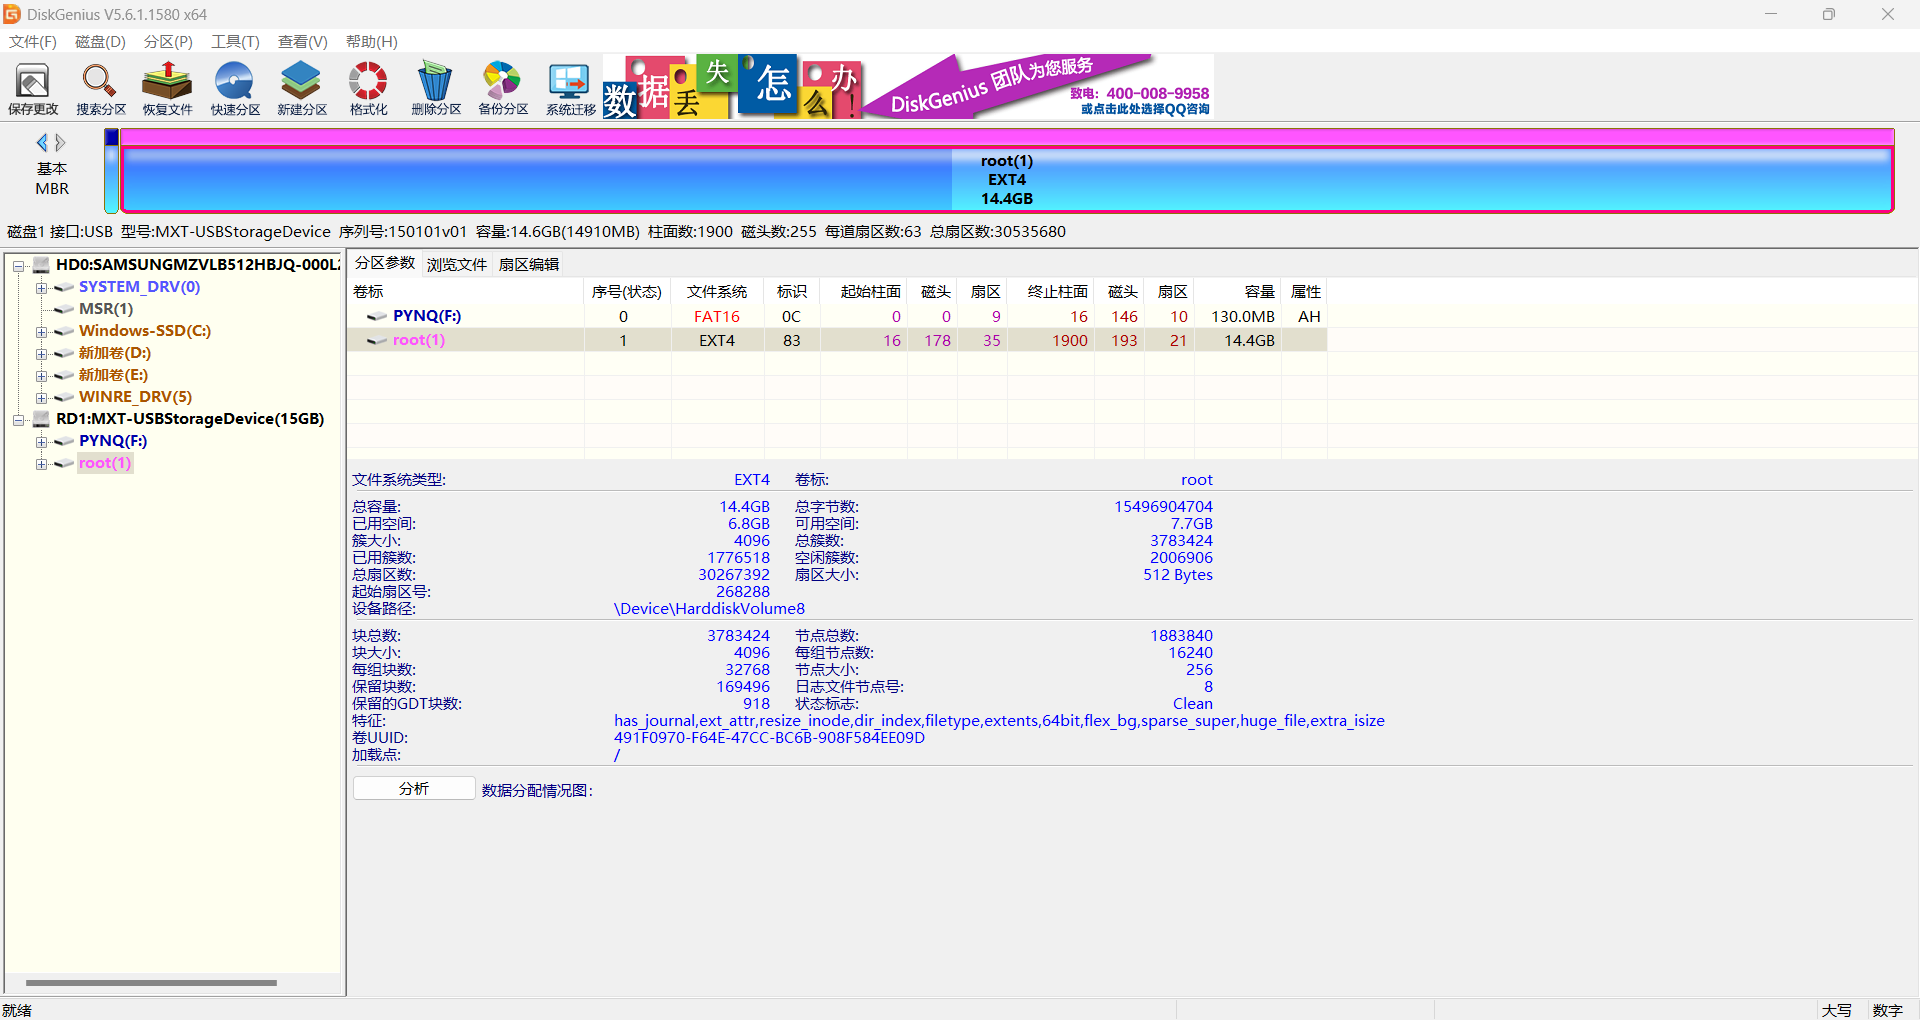 DiskGenius V5.6.1.1580 x64
文件(F) 磁盘(D) 分区(P) 工具(T) 查看(V) 帮助(H)
保存更改 搜索分区 恢复文件 快速分区 新建分区 格式化 删除分区 备份分区 系统迁移
数据丢失怎么办!
DiskGenius 团队为您服务
致电: 400-008-9958
或点击此处选择QQ咨询
基本
MBR
root(1)
EXT4
14.4GB
磁盘1 接口:USB 型号:MXT-USBStorageDevice 序列号:150101v01 容量:14.6GB(14910MB) 柱面数:1900 磁头数:255 每道扇区数:63 总扇区数:30535680
HD0:SAMSUNGMZVLB512HBJQ-000L
SYSTEM_DRV(0)
MSR(1)
Windows-SSD(C:)
新加卷(D:)
新加卷(E:)
WINRE_DRV(5)
RD1:MXT-USBStorageDevice(15GB)
PYNQ(F:)
root(1)
分区参数 浏览文件 扇区编辑
卷标 序号(状态) 文件系统 标识 起始柱面 磁头 扇区 终止柱面 磁头 扇区 容量 属性
PYNQ(F:) 0 FAT16 0C 0 0 9 16 146 10 130.0MB AH
root(1) 1 EXT4 83 16 178 35 1900 193 21 14.4GB
文件系统类型: EXT4 卷标: root
总容量: 14.4GB 总字节数: 15496904704
已用空间: 6.8GB 可用空间: 7.7GB
簇大小: 4096 总簇数: 3783424
已用簇数: 1776518 空闲簇数: 2006906
总扇区数: 30267392 扇区大小: 512 Bytes
起始扇区号: 268288
设备路径: \Device\HarddiskVolume8
块总数: 3783424 节点总数: 1883840
块大小: 4096 每组节点数: 16240
每组块数: 32768 节点大小: 256
保留块数: 169496 日志文件节点号: 8
保留的GDT块数: 918 状态标志: Clean
特征: has_journal,ext_attr,resize_inode,dir_index,filetype,extents,64bit,flex_bg,sparse_super,huge_file,extra_isize
卷UUID: 491F0970-F64E-47CC-BC6B-908F584EE09D
加载点: /
分析 数据分配情况图:
就绪 大写 数字